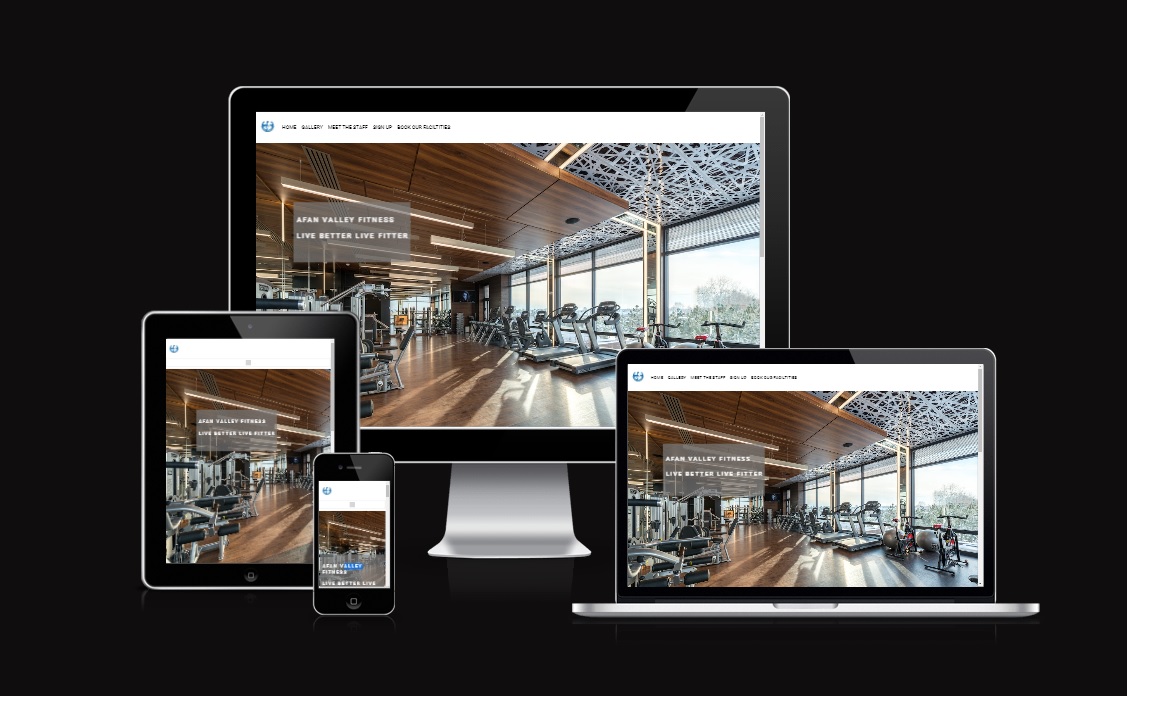 HOME GALLERY MEET THE STAFF SIGN UP BOOK OUR FACILTITIES
AFAN VALLEY FITNESS
LIVE BETTER LIVE FITTER
AFAN VALLEY FITNESS
LIVE BETTER LIVE FITTER
AFAN VALLEY
FITNESS
LIVE BETTER LIVE
HOME GALLERY MEET THE STAFF SIGN UP BOOK OUR FACILTITIES
AFAN VALLEY FITNESS
LIVE BETTER LIVE FITTER